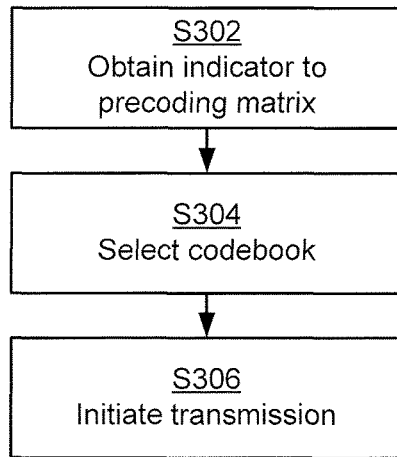 S302
Obtain indicator to
precoding matrix
S304
Select codebook
S306
Initiate transmission